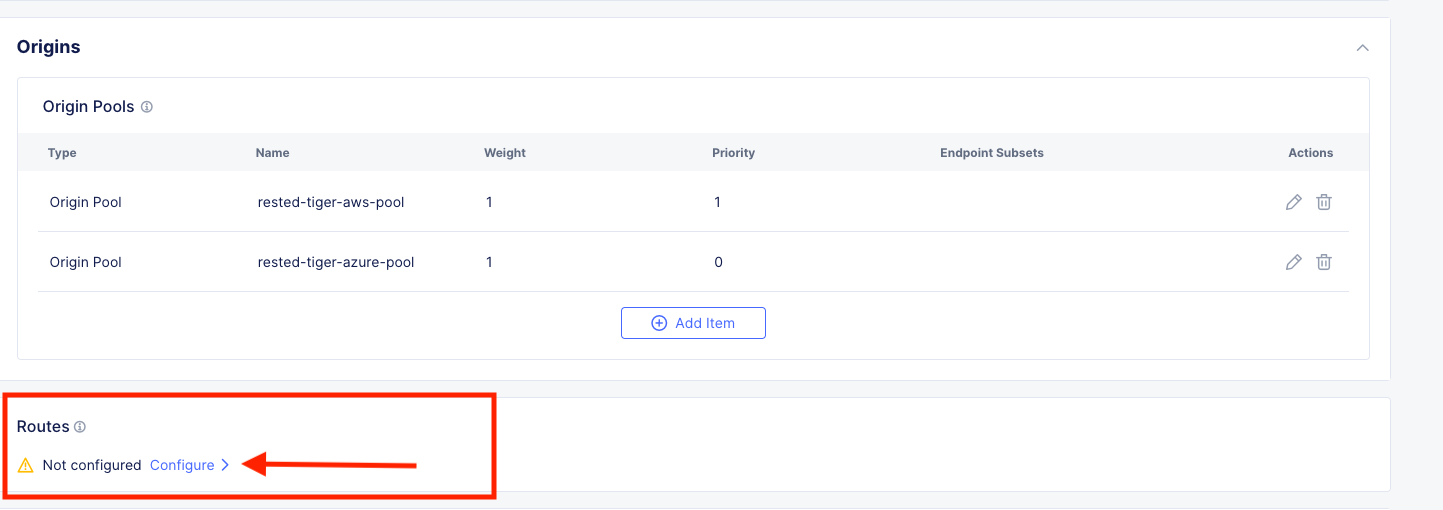 Origins
Origin Pools
Type Name Weight Priority Endpoint Subsets Actions
Origin Pool rested-tiger-aws-pool 1 1
Origin Pool rested-tiger-azure-pool 1 0
Add Item
Routes
Not configured Configure